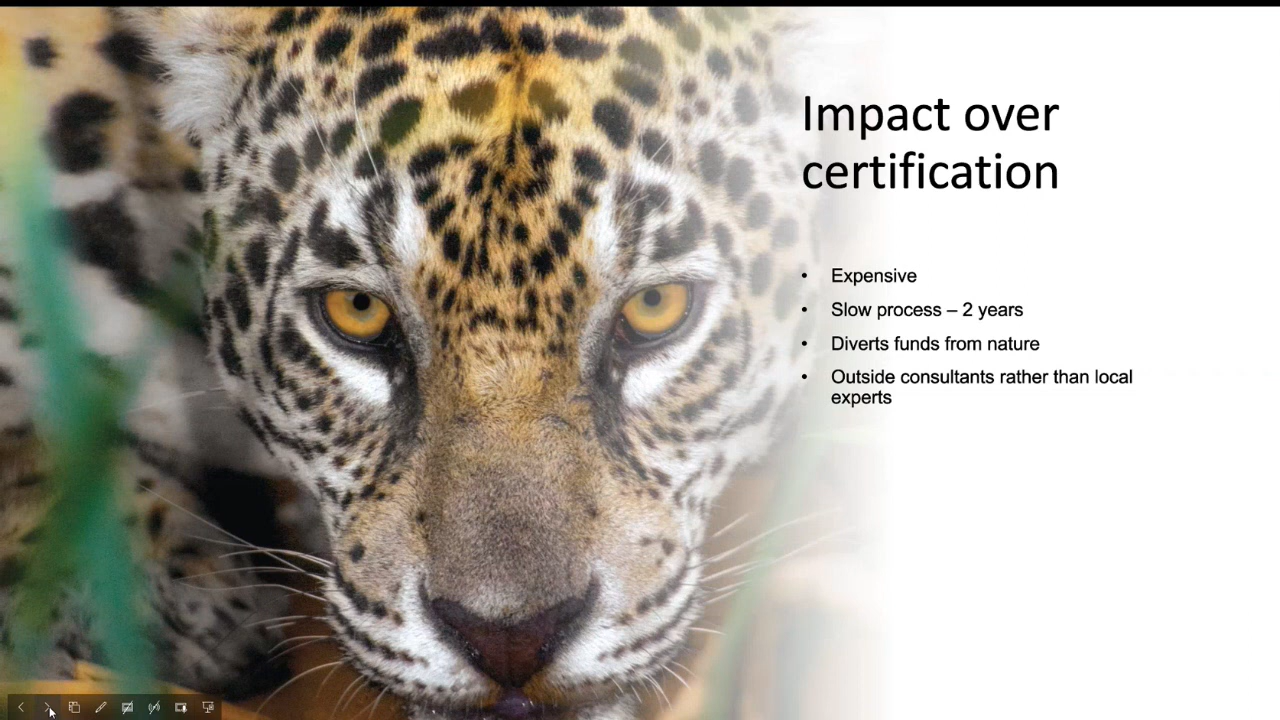 Impact over
certification
• Expensive
• Slow process – 2 years
• Diverts funds from nature
• Outside consultants rather than local
experts